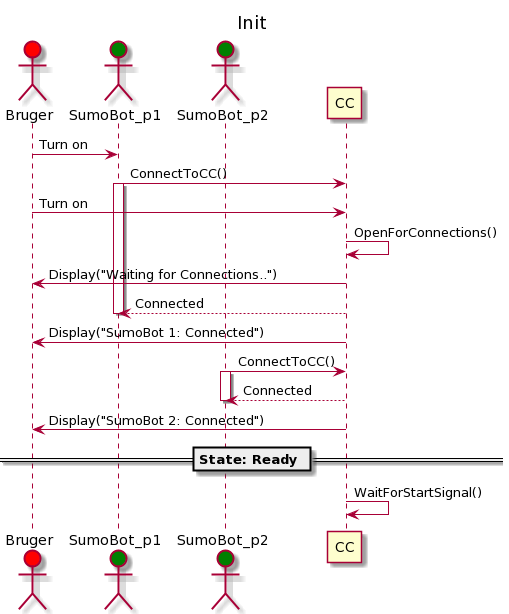 Init
Bruger SumoBot_p1 SumoBot_p2 CC
Turn on
ConnectToCC()
Turn on
OpenForConnections()
Display("Waiting for Connections..")
Connected
Display("SumoBot 1: Connected")
ConnectToCC()
Connected
Display("SumoBot 2: Connected")
State: Ready
WaitForStartSignal()
Bruger SumoBot_p1 SumoBot_p2 CC